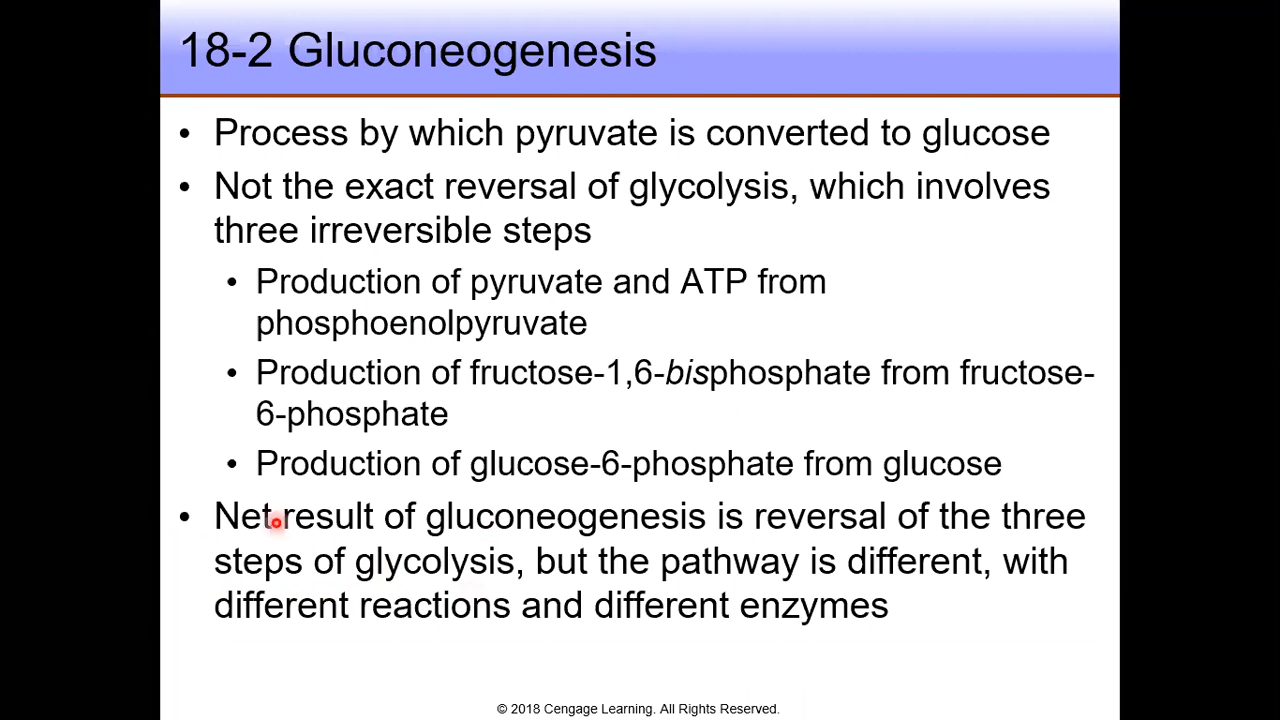 18-2 Gluconeogenesis
• Process by which pyruvate is converted to glucose
• Not the exact reversal of glycolysis, which involves
three irreversible steps
• Production of pyruvate and ATP from
phosphoenolpyruvate
• Production of fructose-1,6-bisphosphate from fructose-
6-phosphate
• Production of glucose-6-phosphate from glucose
• Net result of gluconeogenesis is reversal of the three
steps of glycolysis, but the pathway is different, with
different reactions and different enzymes
© 2018 Cengage Learning. All Rights Reserved.